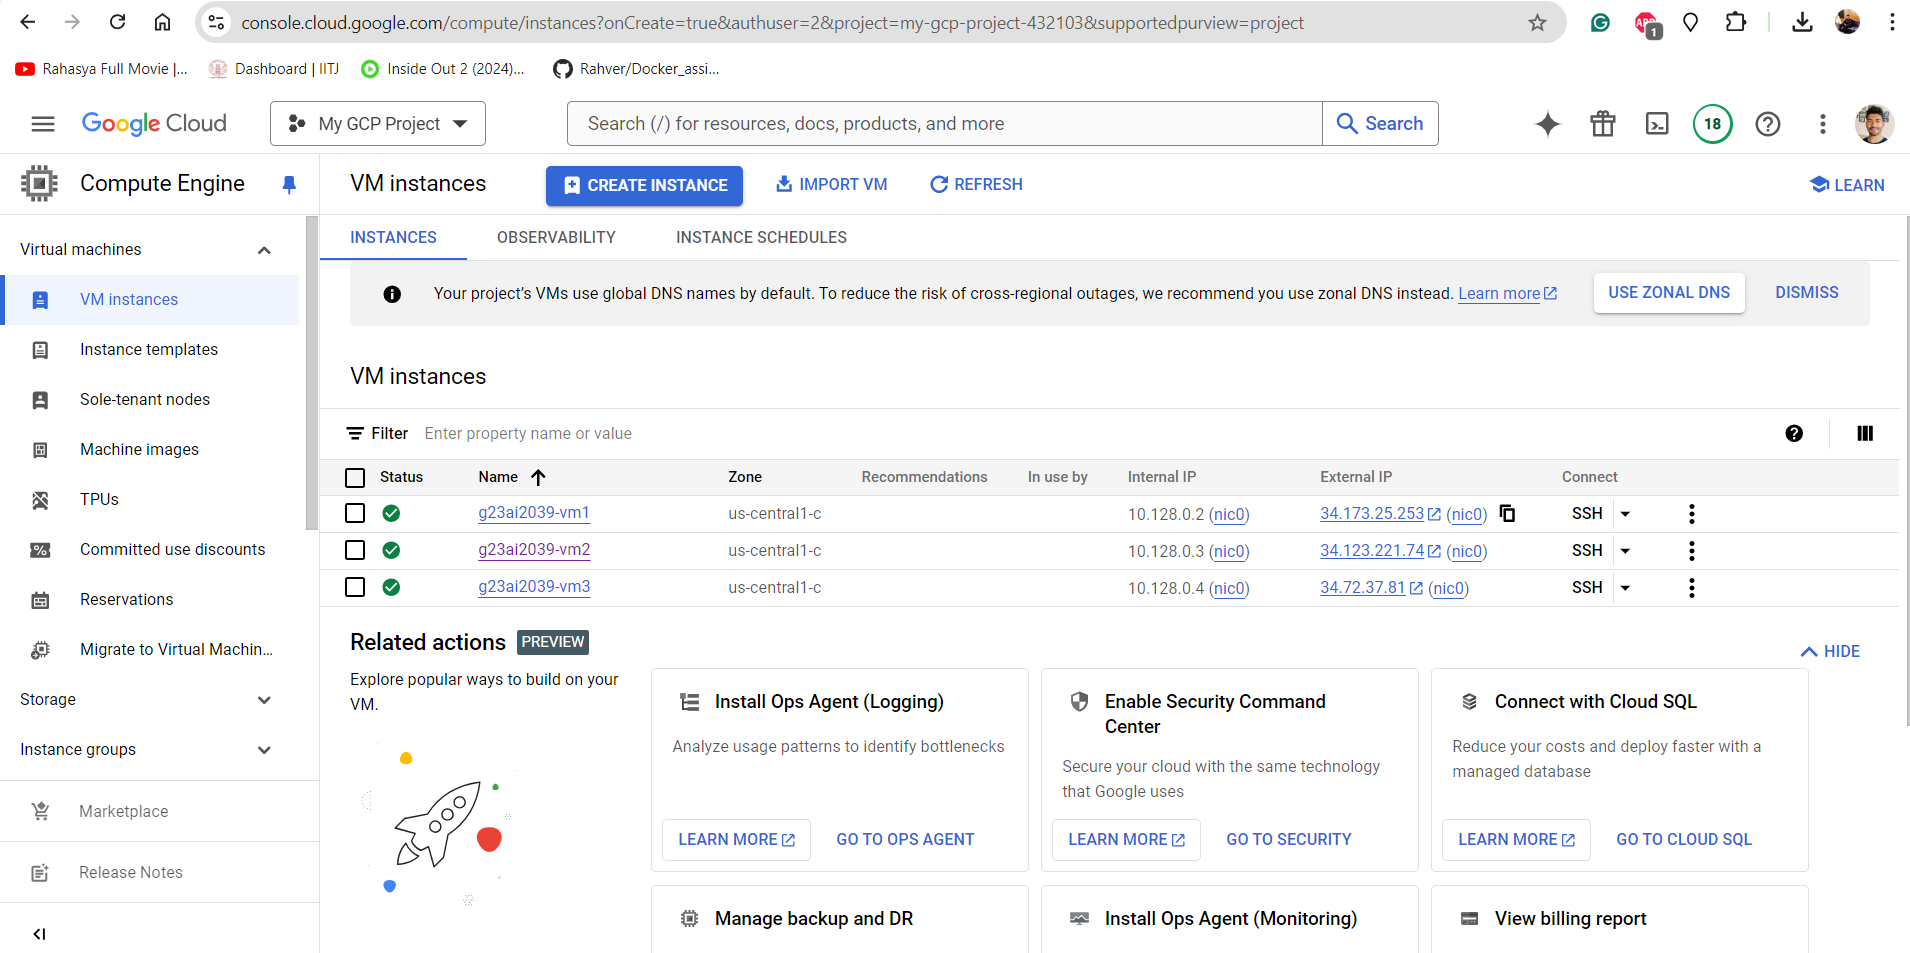 console.cloud.google.com/compute/instances?onCreate=true&authuser=2&project=my-gcp-project-432103&supportedpurview=project
1
Rahasya Full Movie |... Dashboard | IITJ Inside Out 2 (2024)... Rahver/Docker_assi...
Google Cloud My GCP Project Search (/) for resources, docs, products, and more Search 18
Compute Engine VM instances CREATE INSTANCE IMPORT VM REFRESH LEARN
Virtual machines
VM instances
Instance templates
Sole-tenant nodes
Machine images
TPUs
Committed use discounts
Reservations
Migrate to Virtual Machin...
Storage
Instance groups
Marketplace
Release Notes
INSTANCES OBSERVABILITY INSTANCE SCHEDULES
Your project's VMs use global DNS names by default. To reduce the risk of cross-regional outages, we recommend you use zonal DNS instead. Learn more USE ZONAL DNS DISMISS
VM instances
Filter Enter property name or value
Status Name Zone Recommendations In use by Internal IP External IP Connect
g23ai2039-vm1 us-central1-c 10.128.0.2 (nic0) 34.173.25.253 (nic0) SSH
g23ai2039-vm2 us-central1-c 10.128.0.3 (nic0) 34.123.221.74 (nic0) SSH
g23ai2039-vm3 us-central1-c 10.128.0.4 (nic0) 34.72.37.81 (nic0) SSH
Related actions PREVIEW HIDE
Explore popular ways to build on your
VM.
Install Ops Agent (Logging)
Analyze usage patterns to identify bottlenecks
LEARN MORE GO TO OPS AGENT
Enable Security Command
Center
Secure your cloud with the same technology
that Google uses
LEARN MORE GO TO SECURITY
Connect with Cloud SQL
Reduce your costs and deploy faster with a
managed database
LEARN MORE GO TO CLOUD SQL
Manage backup and DR
Install Ops Agent (Monitoring)
View billing report